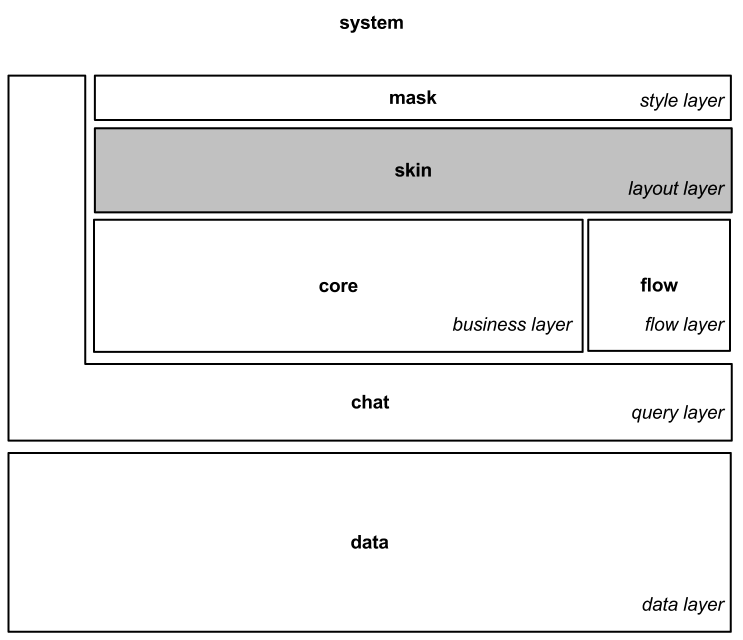 system
mask
style layer
skin
layout layer
core
business layer
flow
flow layer
chat
query layer
data
data layer